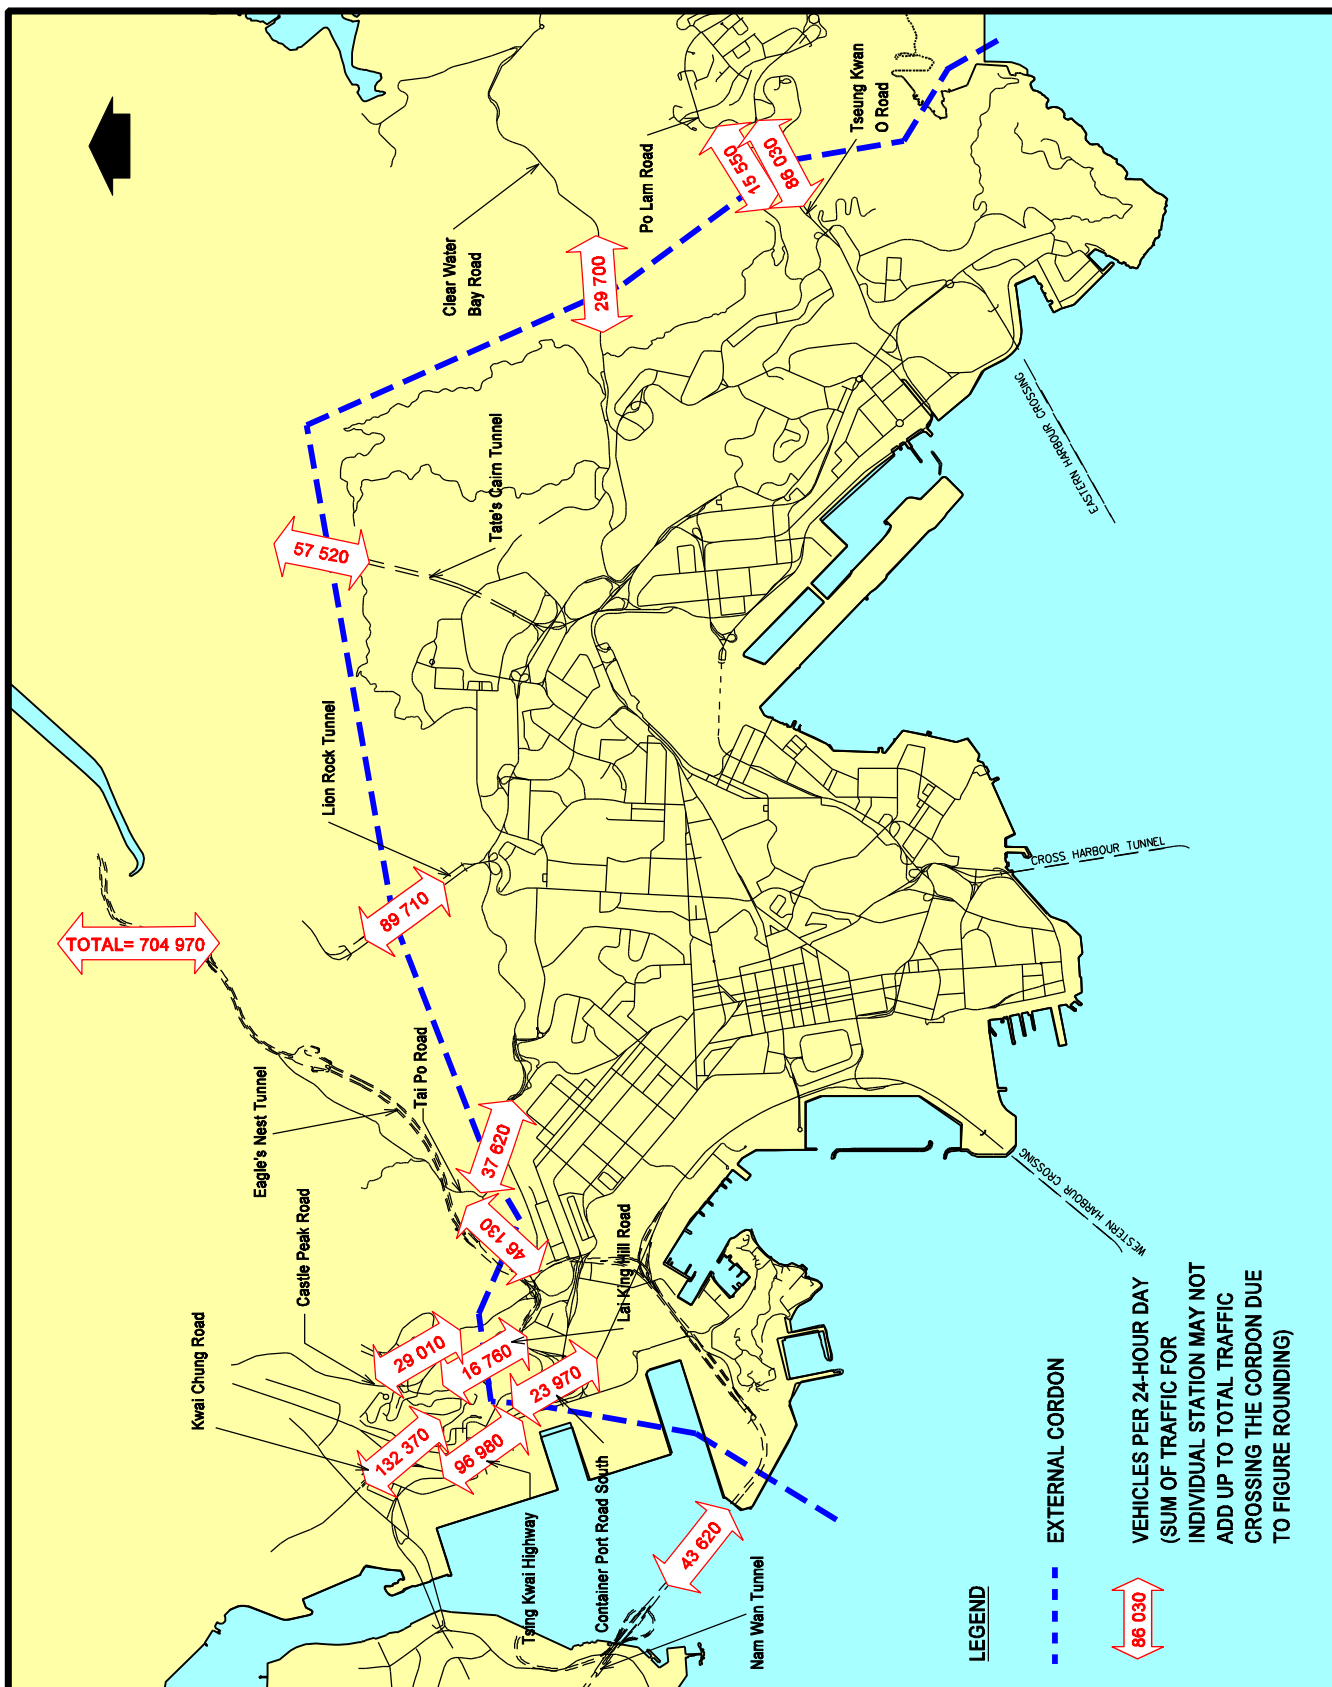 Tseung Kwan
O Road
Po Lam Road
15 550
86 030
Clear Water
Bay Road
29 700
Tate's Cairn Tunnel
57 520
EASTERN HARBOUR CROSSING
Lion Rock Tunnel
89 710
CROSS HARBOUR TUNNEL
TOTAL= 704 970
Eagle's Nest Tunnel
Tai Po Road
37 620
46 130
Castle Peak Road
Kwai Chung Road
29 010
16 760
23 970
132 370
96 980
Lai King Hill Road
WESTERN HARBOUR CROSSING
Tsing Kwai Highway
Container Port Road South
43 620
Nam Wan Tunnel
LEGEND
EXTERNAL CORDON
86 030
VEHICLES PER 24-HOUR DAY
(SUM OF TRAFFIC FOR
INDIVIDUAL STATION MAY NOT
ADD UP TO TOTAL TRAFFIC
CROSSING THE CORDON DUE
TO FIGURE ROUNDING)